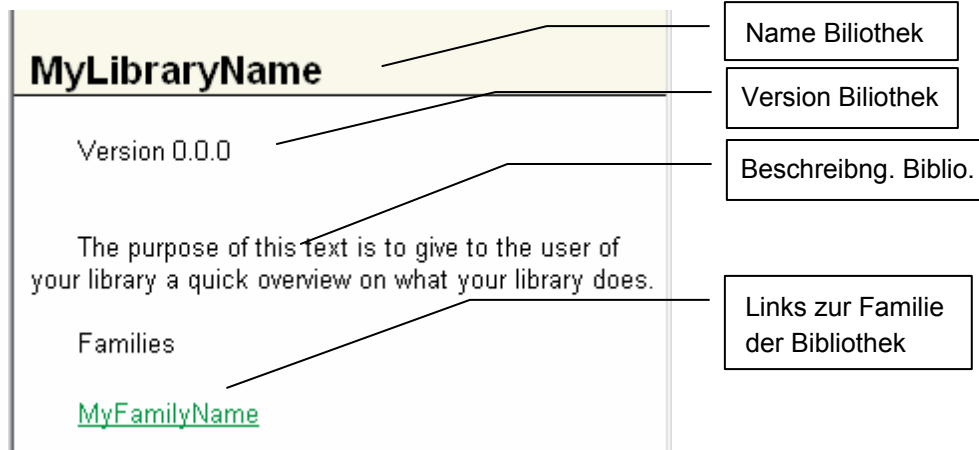 MyLibraryName
Version 0.0.0
The purpose of this text is to give to the user of
your library a quick overview on what your library does.
Families
MyFamilyName
Name Biliothek
Version Biliothek
Beschreibng. Biblio.
Links zur Familie
der Bibliothek